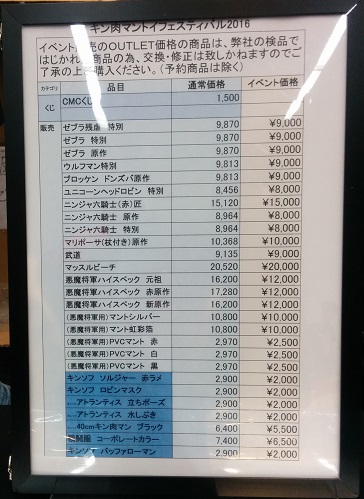 キン肉マントイフェスティバル2016
イベント 売のOUTLET価格の商品は、弊社の検品で
はじかれ 商品の為、交換・修正は致しかねますのでご
了承の上 購入ください。(予約商品は除く)
カテゴリ 品目 通常価格 イベント価格
くじ CMCくじ 1,500
販売 ゼブラ残虐 特別 9,870 ¥9,000
ゼブラ 特別 9,870 ¥9,000
ゼブラ 原作 9,870 ¥9,000
ウルフマン特別 9,813 ¥9,000
ブロッケン ドンズバ原作 9,813 ¥9,000
ユニコーンヘッドロビン 特別 8,456 ¥8,000
ニンジャ六騎士(赤)匠 15,120 ¥15,000
ニンジャ六騎士 原作 8,964 ¥8,000
ニンジャ六騎士 特別 8,964 ¥8,000
マリポーサ(杖付き)原作 10,368 ¥10,000
武道 9,135 ¥9,000
マッスルビーチ 20,520 ¥20,000
悪魔将軍ハイスペック 元祖 16,200 ¥12,000
悪魔将軍ハイスペック 赤原作 17,280 ¥12,000
悪魔将軍ハイスペック 新原作 16,200 ¥12,000
(悪魔将軍用)マントシルバー 10,800 ¥10,000
(悪魔将軍用)マント虹彩箔 10,800 ¥10,000
(悪魔将軍用)PVCマント 赤 2,970 ¥2,500
(悪魔将軍用)PVCマント 白 2,970 ¥2,500
(悪魔将軍用)PVCマント 黒 2,970 ¥2,500
キンソフ ソルジャー 赤ラメ 2,900 ¥2,000
キンソフ ロビンマスク 2,900 ¥2,000
アトランティス 立ちポーズ 2,900 ¥2,000
アトランティス 水しぶき 2,900 ¥2,000
40cmキン肉マン ブラック 6,400 ¥5,500
闘服 コーポレートカラー 7,400 ¥6,500
キンソフ バッファローマン 2,900 ¥2,000